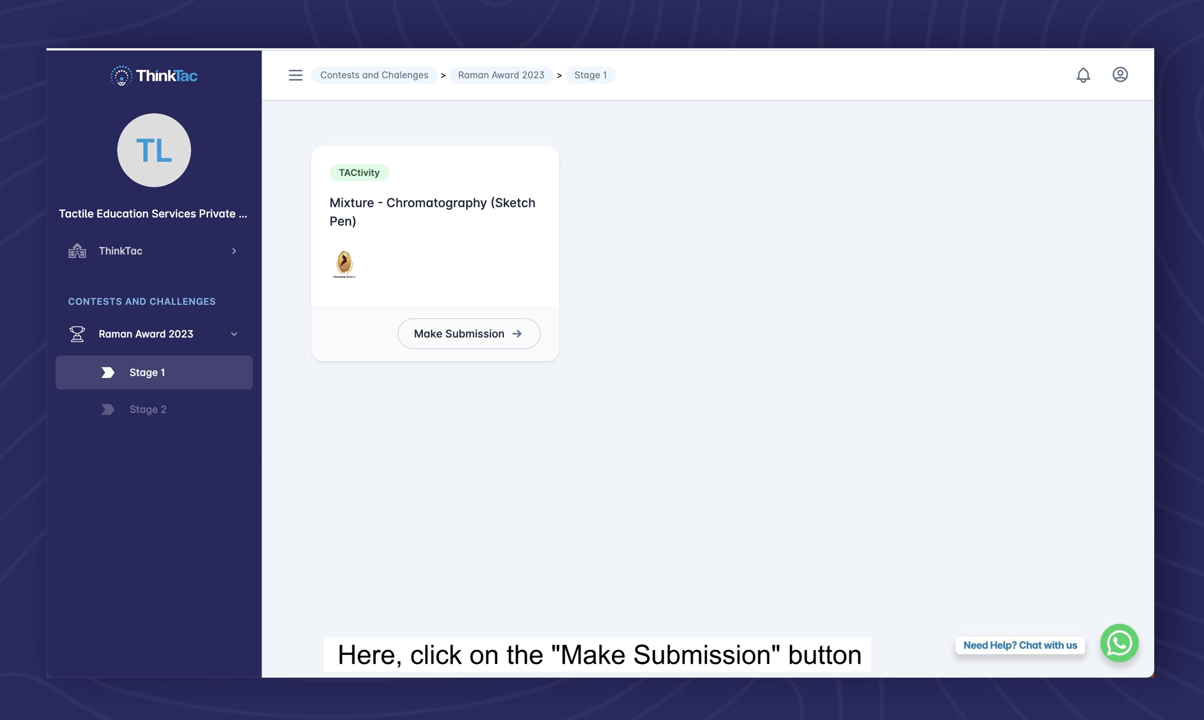 ThinkTac
Contests and Chalenges > Raman Award 2023 > Stage 1
TL
Tactile Education Services Private ...
ThinkTac
CONTESTS AND CHALLENGES
Raman Award 2023
Stage 1
Stage 2
TACtivity
Mixture - Chromatography (Sketch
Pen)
Make Submission
Need Help? Chat with us
Here, click on the "Make Submission" button